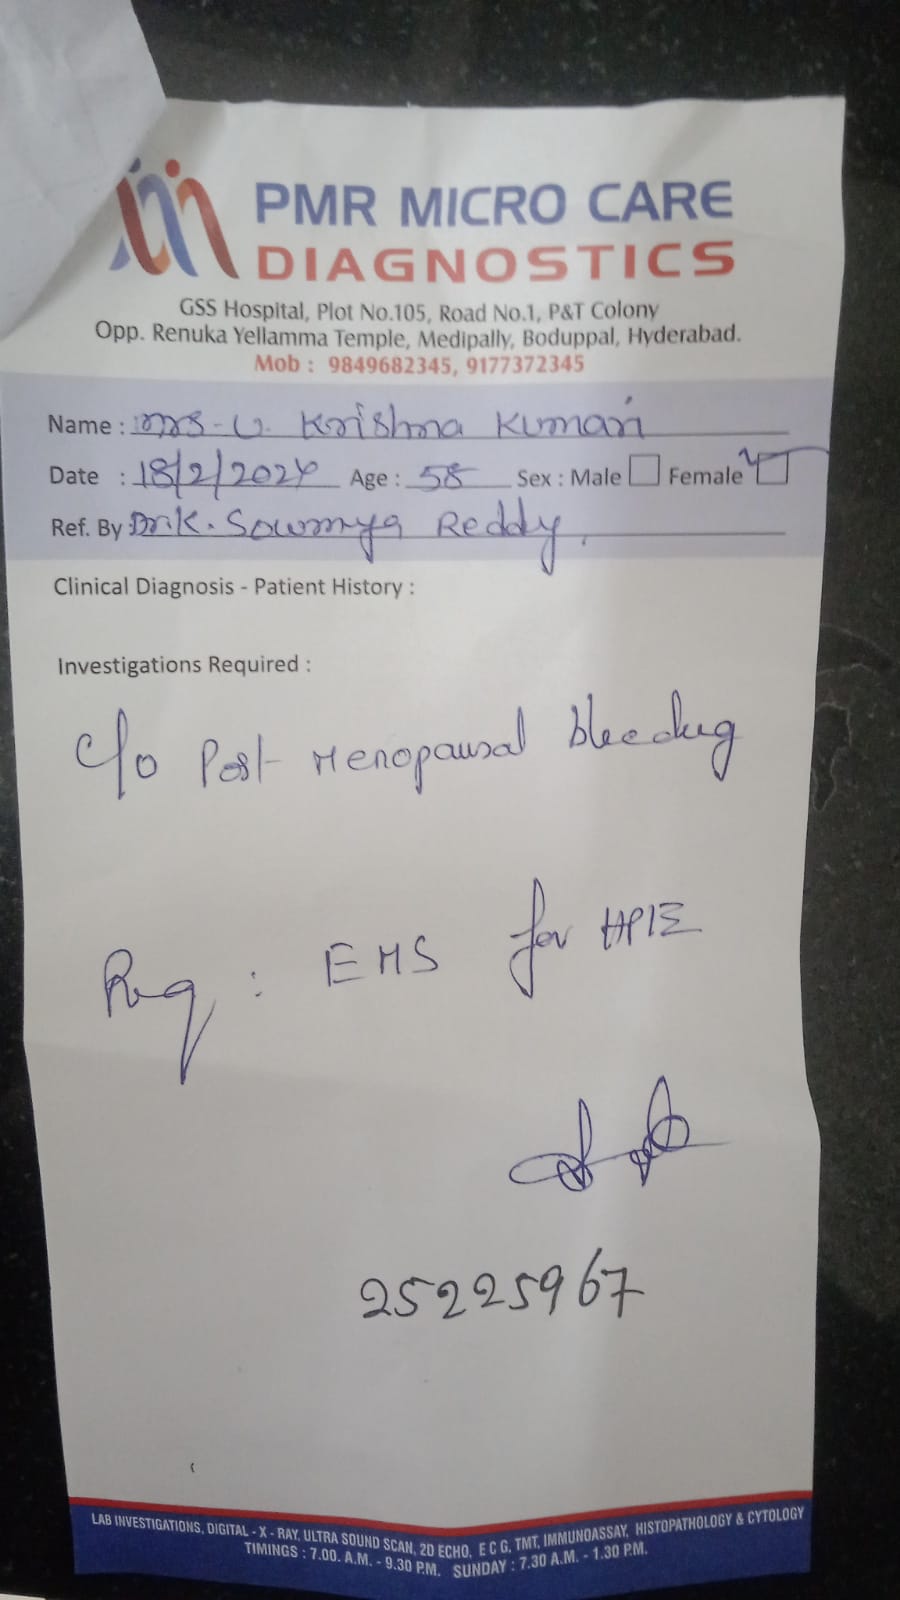 PMR MICRO CARE
DIAGNOSTICS
GSS Hospital, Plot No.105, Road No.1, P&T Colony
Opp. Renuka Yellamma Temple, Medipally, Boduppal, Hyderabad.
Mob : 9849682345, 9177372345
Name : Mrs - U. Krishna Kumari
Date : 18/2/2024 Age : 58 Sex : Male Female
Ref. By : Dr. K. Sowmya Reddy.
Clinical Diagnosis - Patient History :
Investigations Required :
c/o Post Menopausal bleeding
Req : EMS for HPE
25225967
LAB INVESTIGATIONS, DIGITAL - X - RAY, ULTRA SOUND SCAN, 2D ECHO, E C G, TMT, IMMUNOASSAY, HISTOPATHOLOGY & CYTOLOGY
TIMINGS : 7.00. A.M. - 9.30 P.M. SUNDAY : 7.30 A.M. - 1.30 P.M.